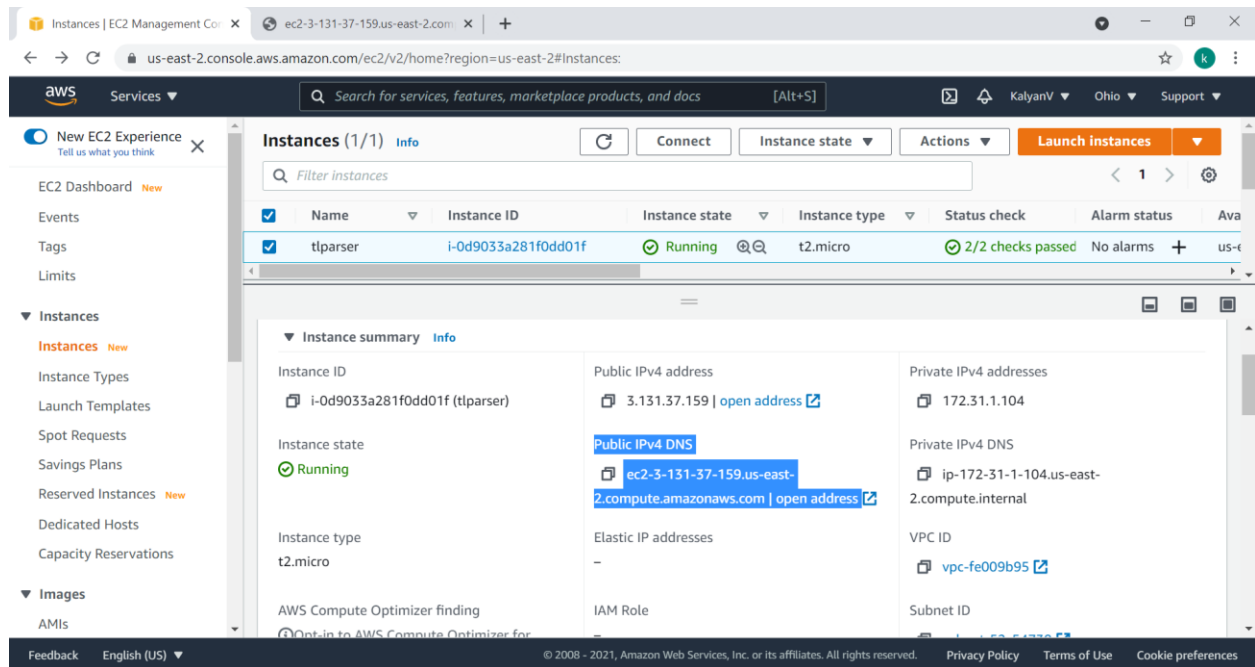 Instances | EC2 Management Co
ec2-3-131-37-159.us-east-2.com
us-east-2.console.aws.amazon.com/ec2/v2/home?region=us-east-2#Instances:
k
aws
Services
Search for services, features, marketplace products, and docs
[Alt+S]
KalyanV
Ohio
Support
New EC2 Experience
Tell us what you think
EC2 Dashboard New
Events
Tags
Limits
Instances
Instances New
Instance Types
Launch Templates
Spot Requests
Savings Plans
Reserved Instances New
Dedicated Hosts
Capacity Reservations
Images
AMIs
Instances (1/1) Info
Connect
Instance state
Actions
Launch instances
Filter instances
1
Name
Instance ID
Instance state
Instance type
Status check
Alarm status
Ava
tlparser
i-0d9033a281f0dd01f
Running
t2.micro
2/2 checks passed
No alarms +
us-e
Instance summary Info
Instance ID
i-0d9033a281f0dd01f (tlparser)
Public IPv4 address
3.131.37.159 | open address
Private IPv4 addresses
172.31.1.104
Instance state
Running
Public IPv4 DNS
ec2-3-131-37-159.us-east-
2.compute.amazonaws.com | open address
Private IPv4 DNS
ip-172-31-1-104.us-east-
2.compute.internal
Instance type
t2.micro
Elastic IP addresses
–
VPC ID
vpc-fe009b95
AWS Compute Optimizer finding
Opt-in to AWS Compute Optimizer for
IAM Role
–
Subnet ID
Feedback
English (US)
© 2008 - 2021, Amazon Web Services, Inc. or its affiliates. All rights reserved.
Privacy Policy
Terms of Use
Cookie preferences